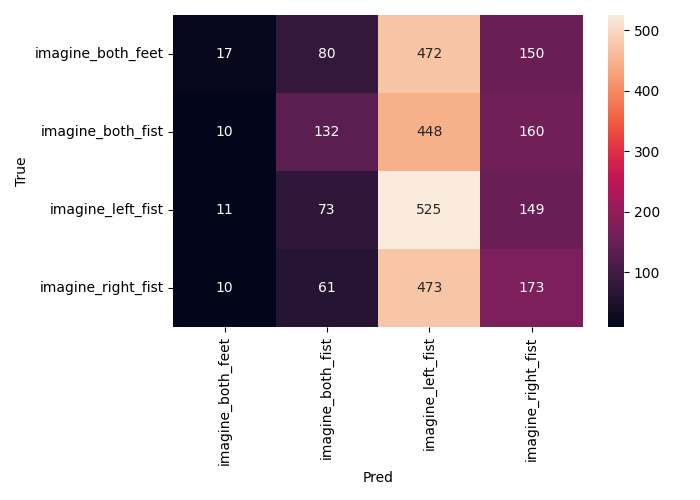 imagine_both_feet 17 80 472 150
imagine_both_fist 10 132 448 160
imagine_left_fist 11 73 525 149
imagine_right_fist 10 61 473 173
True
imagine_both_feet
imagine_both_fist
imagine_left_fist
imagine_right_fist
Pred
500
400
300
200
100